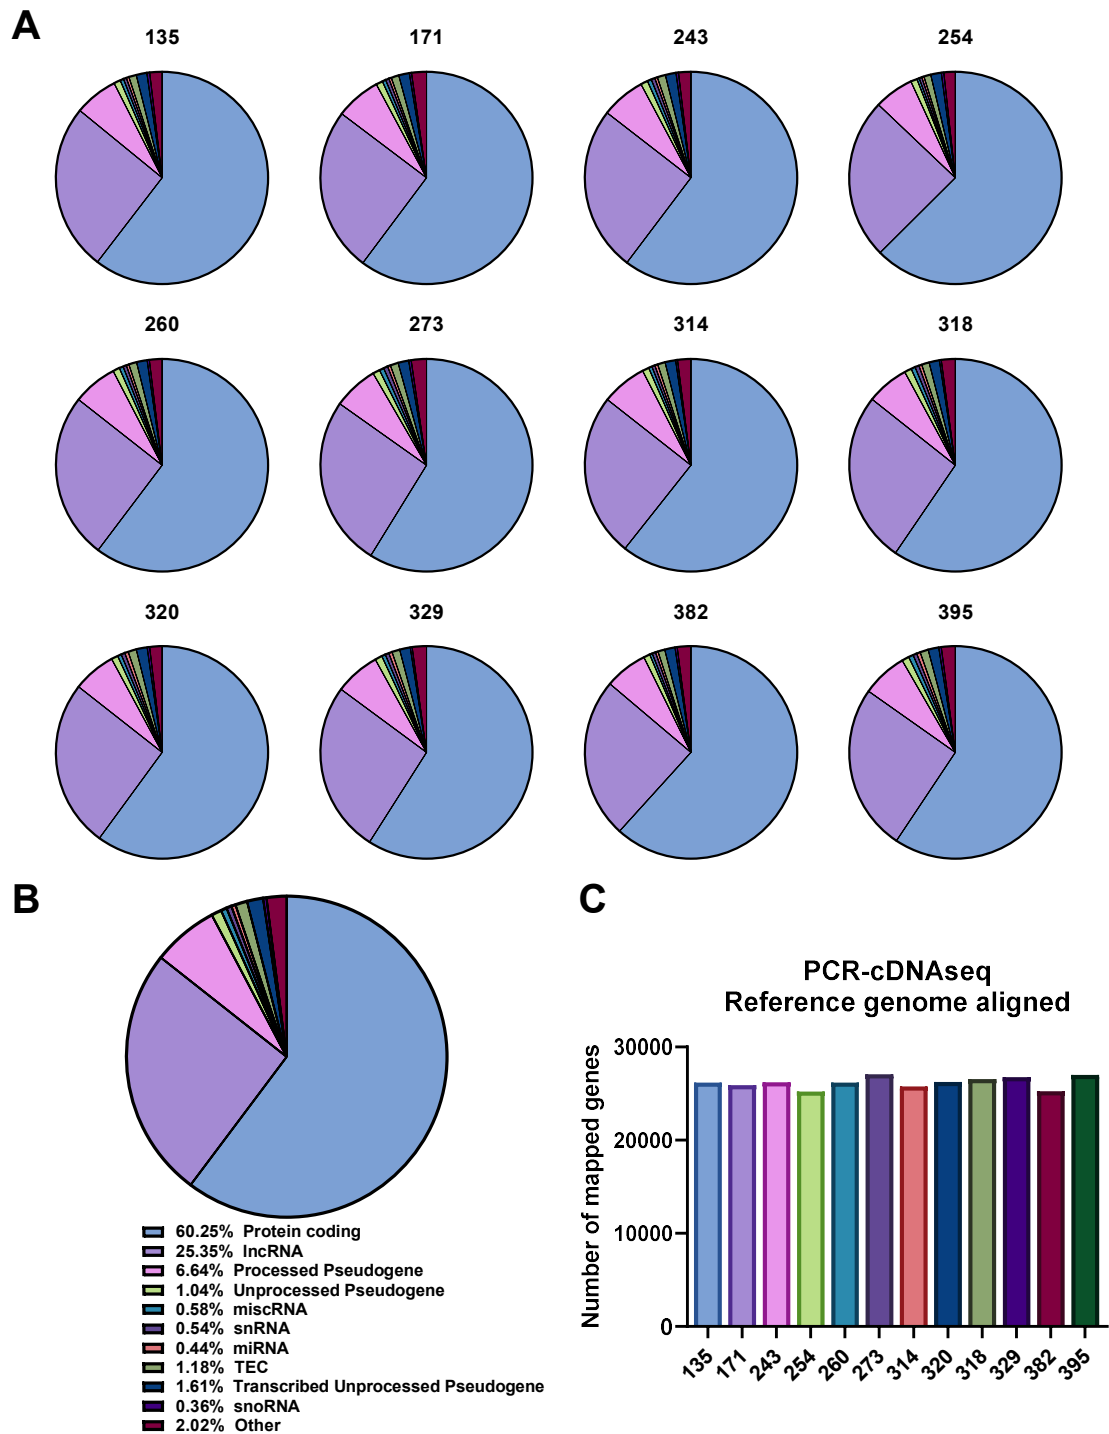 A
135
171
243
254
260
273
314
318
320
329
382
395
B
60.25% Protein coding
25.35% lncRNA
6.64% Processed Pseudogene
1.04% Unprocessed Pseudogene
0.58% miscRNA
0.54% snRNA
0.44% miRNA
1.18% TEC
1.61% Transcribed Unprocessed Pseudogene
0.36% snoRNA
2.02% Other
C
PCR-cDNAseq
Reference genome aligned
Number of mapped genes
30000
20000
10000
0
135
171
243
254
260
273
314
320
318
329
382
395